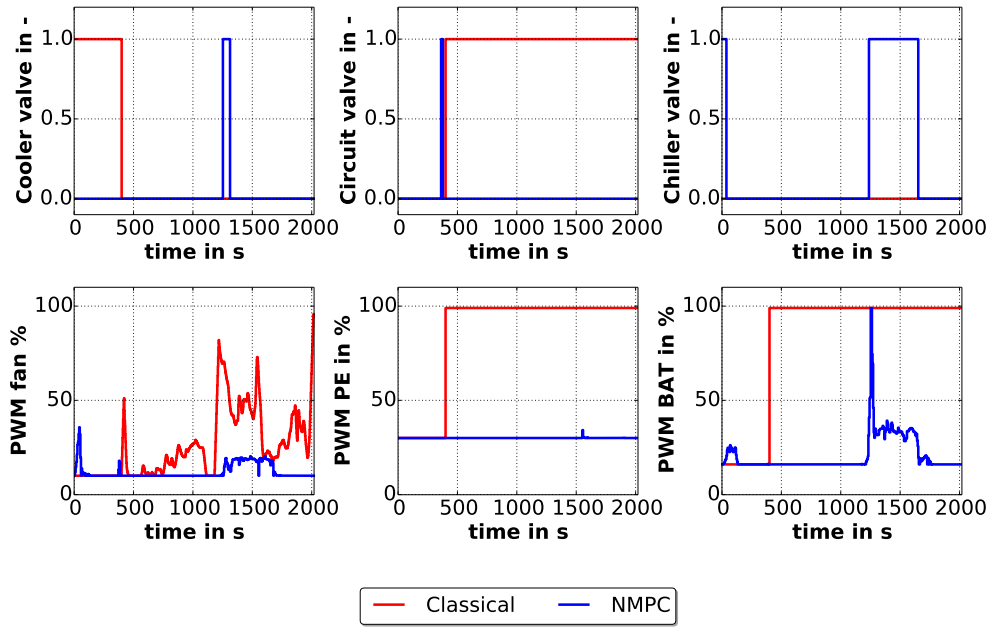 Cooler valve in -
1.0
0.5
0.0
0 500 1000 1500 2000
time in s
Circuit valve in -
1.0
0.5
0.0
0 500 1000 1500 2000
time in s
Chiller valve in -
1.0
0.5
0.0
0 500 1000 1500 2000
time in s
PWM fan %
100
50
0
0 500 1000 1500 2000
time in s
PWM PE in %
100
50
0
0 500 1000 1500 2000
time in s
PWM BAT in %
100
50
0
0 500 1000 1500 2000
time in s
Classical NMPC